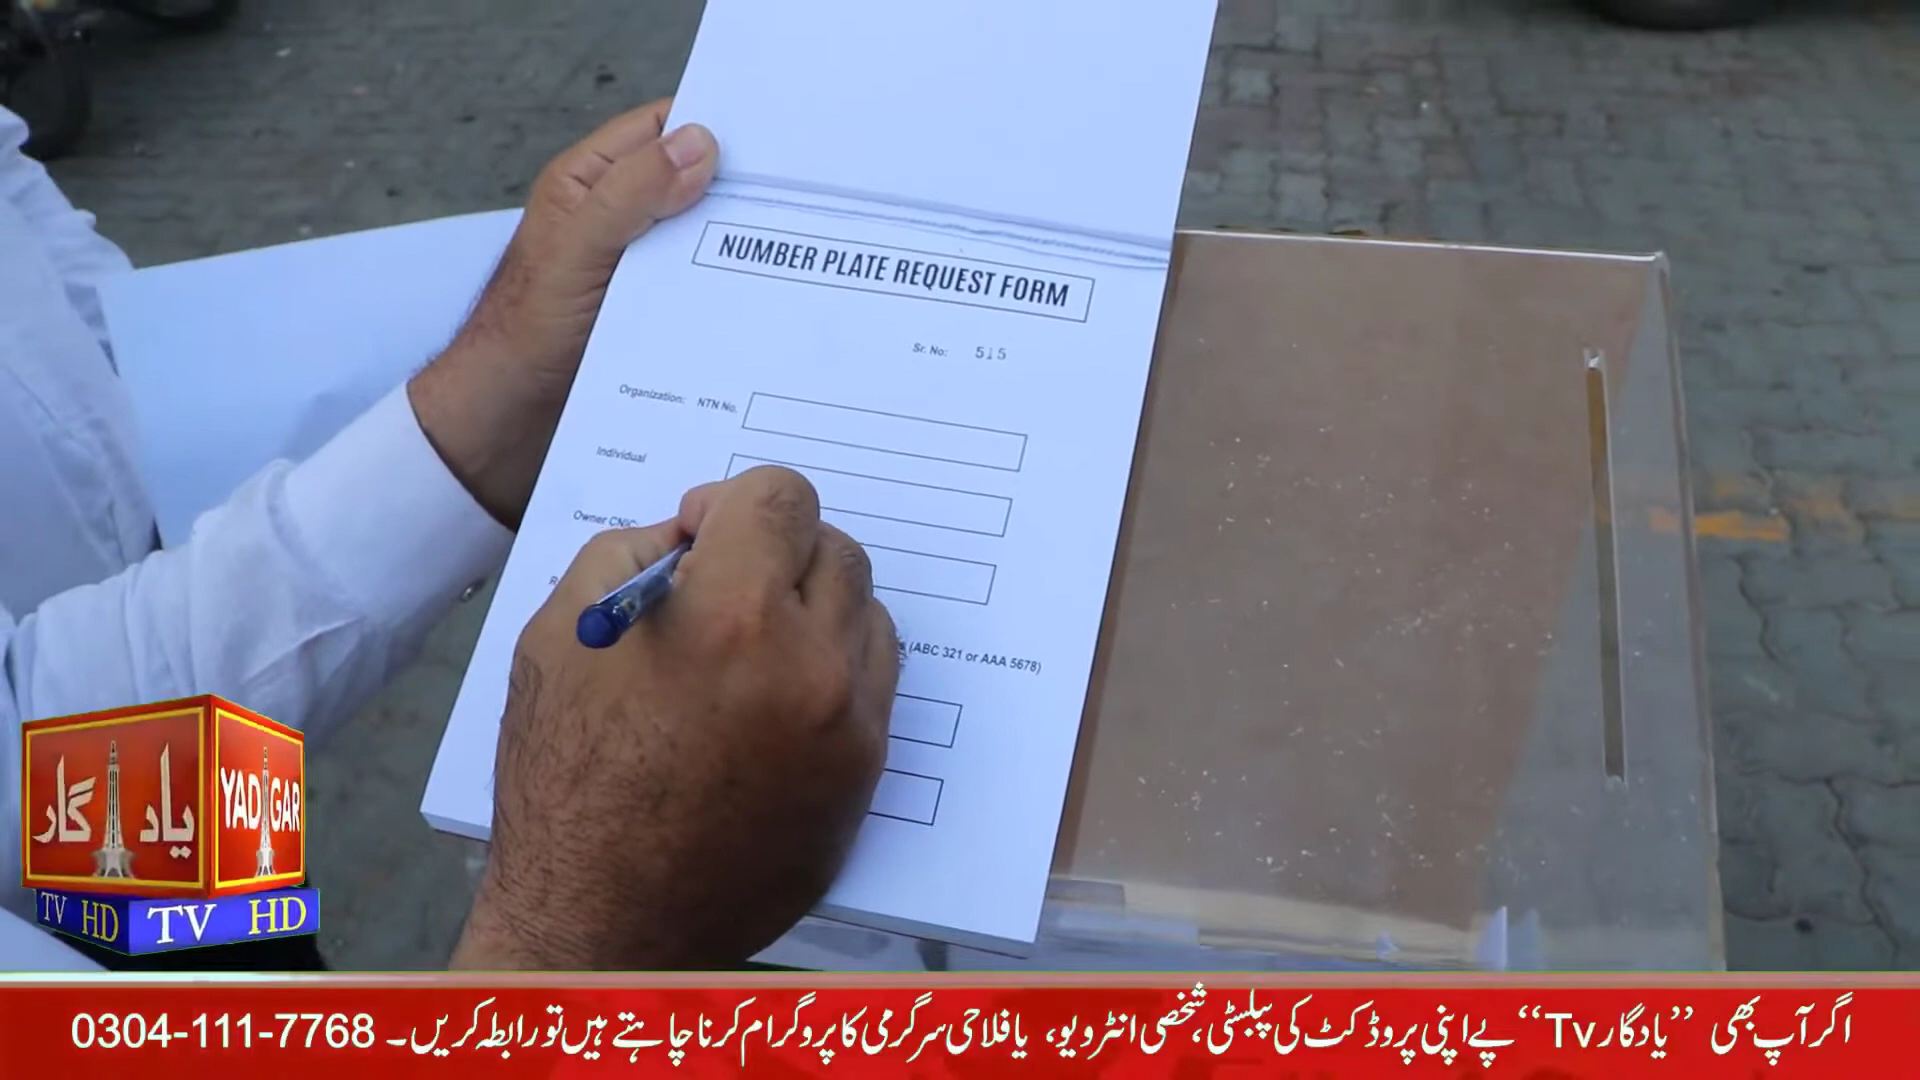 NUMBER PLATE REQUEST FORM
Sr. No: 515
Organization: NTN No.
Individual
Owner CNIC
(ABC 321 or AAA 5678)
یادگار
YADGAR
TV HD
TV HD
اگر آپ بھی ”یادگار Tv“ پے اپنی پروڈکٹ کی پبلسٹی، شخصی انٹرویو، یا فلاحی سرگرمی کا پروگرام کرنا چاہتے ہیں تو رابطہ کریں۔ 0304-111-7768